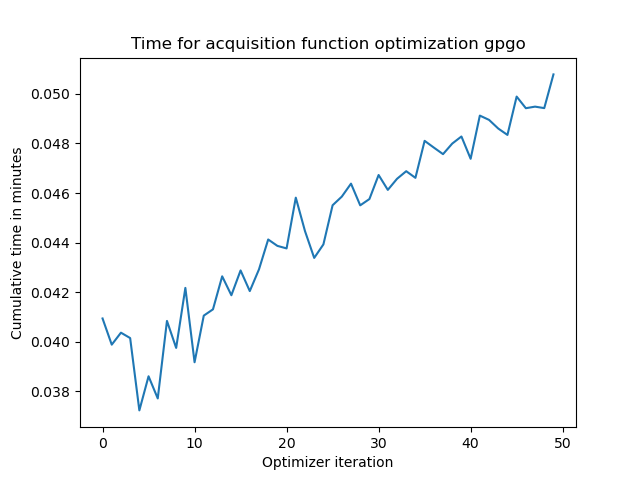 Time for acquisition function optimization gpgo
Cumulative time in minutes
0.050
0.048
0.046
0.044
0.042
0.040
0.038
0 10 20 30 40 50
Optimizer iteration